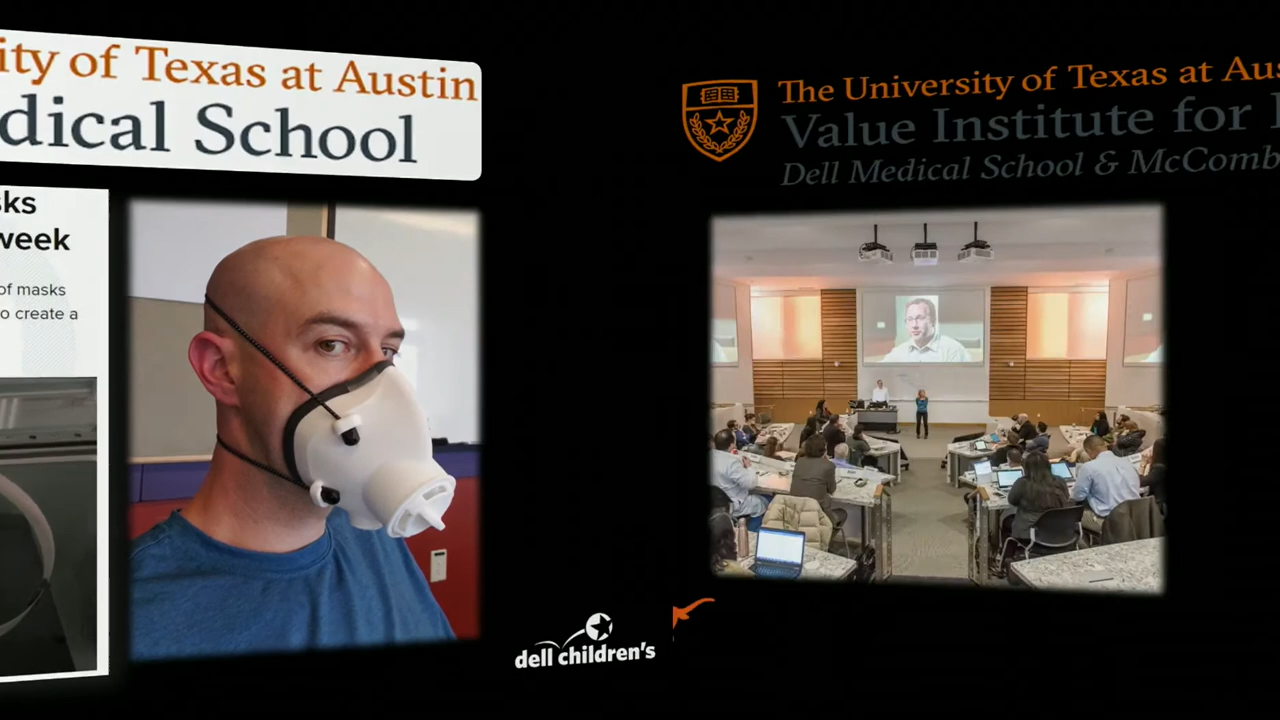 ity of Texas at Austin
dical School
sks
week
of masks
o create a
dell children's
The University of Texas at Aus
Value Institute for
Dell Medical School & McComb